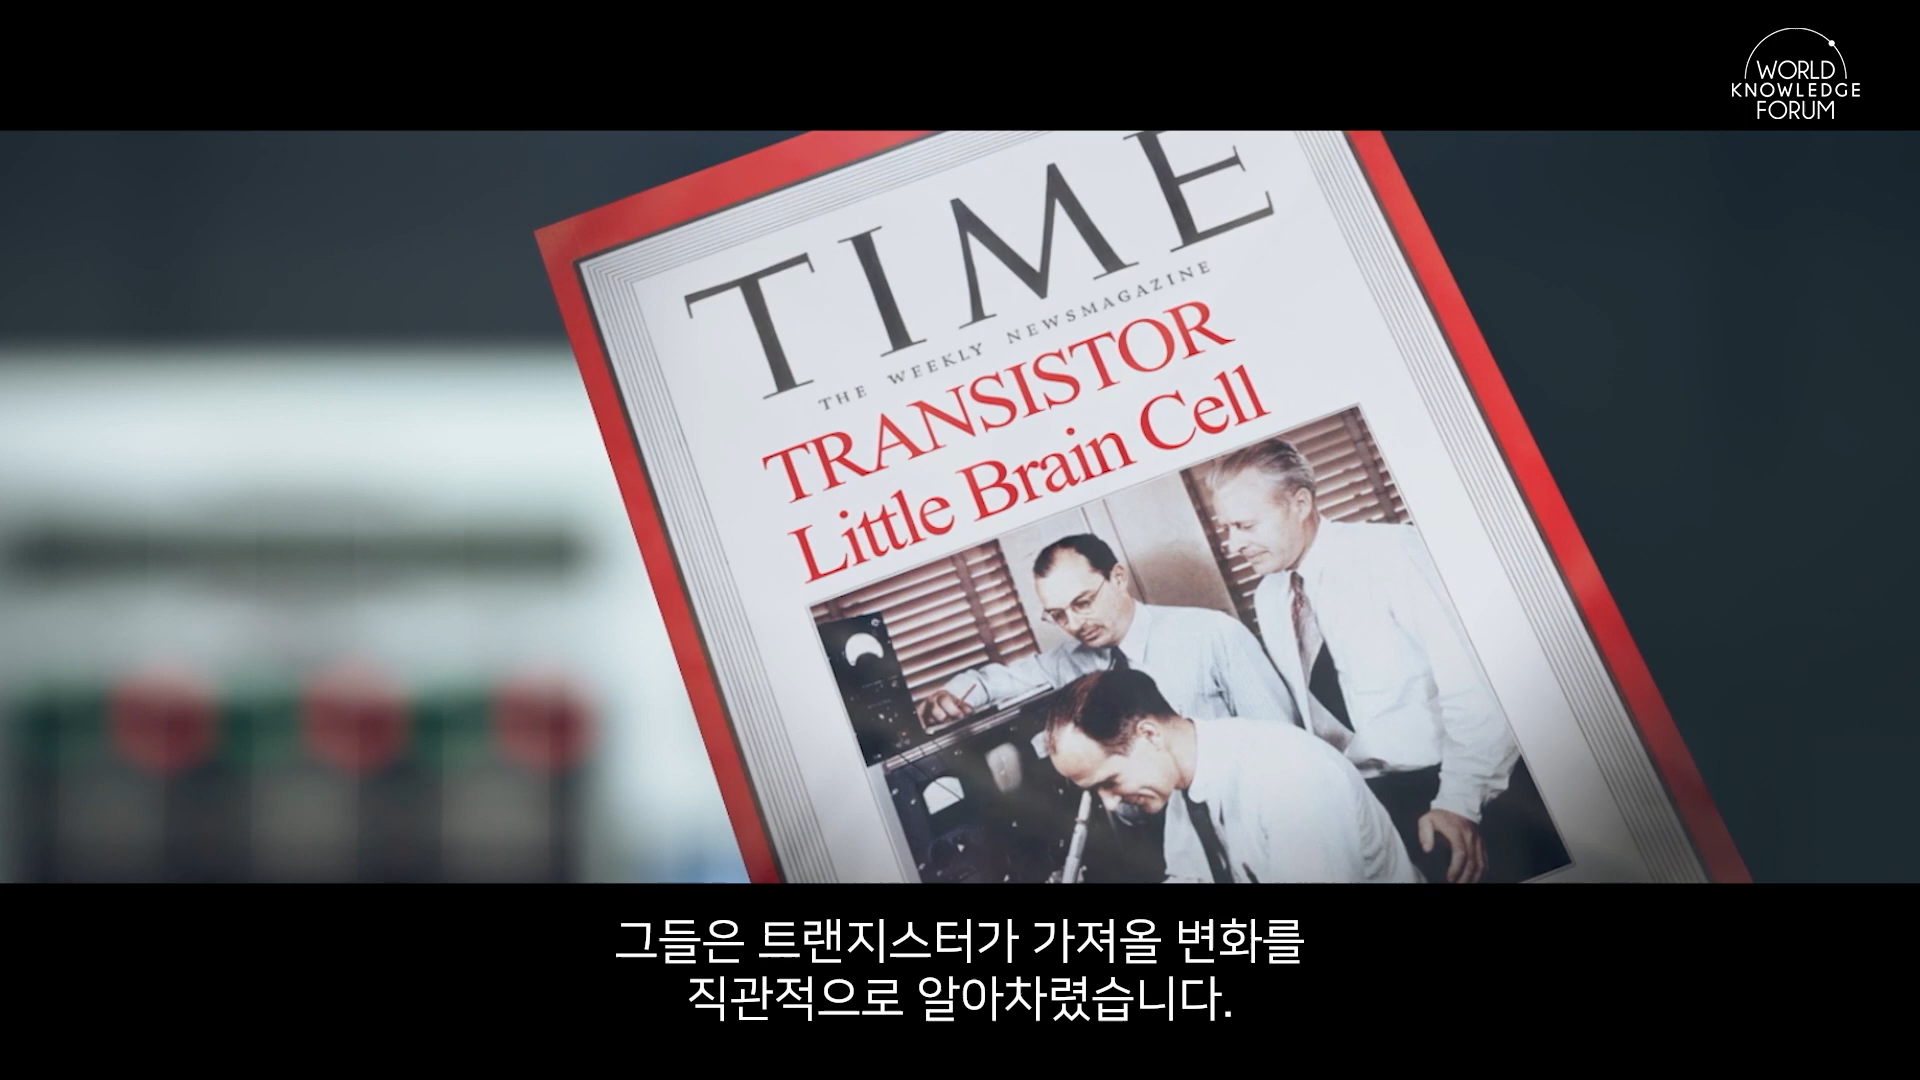 WORLD
KNOWLEDGE
FORUM
TIME
THE WEEKLY NEWSMAGAZINE
TRANSISTOR
Little Brain Cell
그들은 트랜지스터가 가져올 변화를
직관적으로 알아차렸습니다.